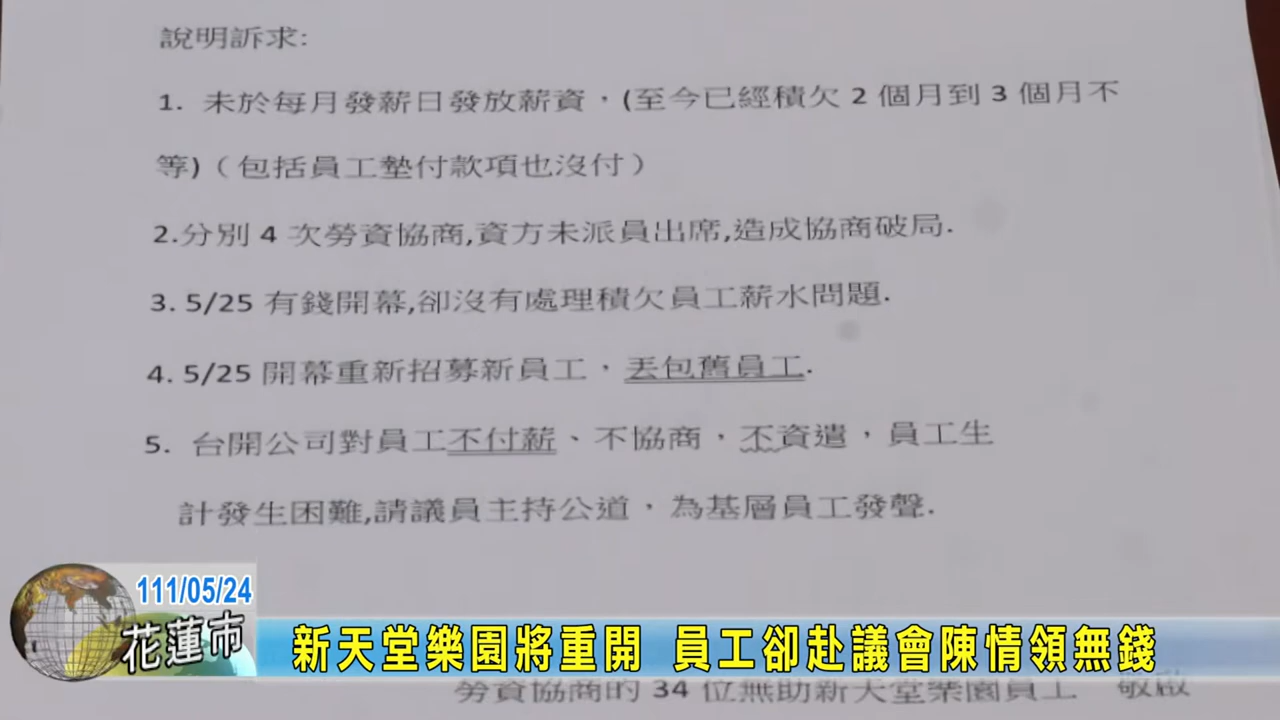 說明訴求:
1. 未於每月發薪日發放薪資，(至今已經積欠 2 個月到 3 個月不
等)（包括員工墊付款項也沒付）
2.分別 4 次勞資協商,資方未派員出席,造成協商破局.
3. 5/25 有錢開幕,卻沒有處理積欠員工薪水問題.
4. 5/25 開幕重新招募新員工，丟包舊員工.
5. 台開公司對員工不付薪、不協商，不資遣，員工生
計發生困難,請議員主持公道，為基層員工發聲.
111/05/24
花蓮市
新天堂樂園將重開 員工卻赴議會陳情領無錢
勞資協商的 34 位無助新天堂樂園員工 敬啟